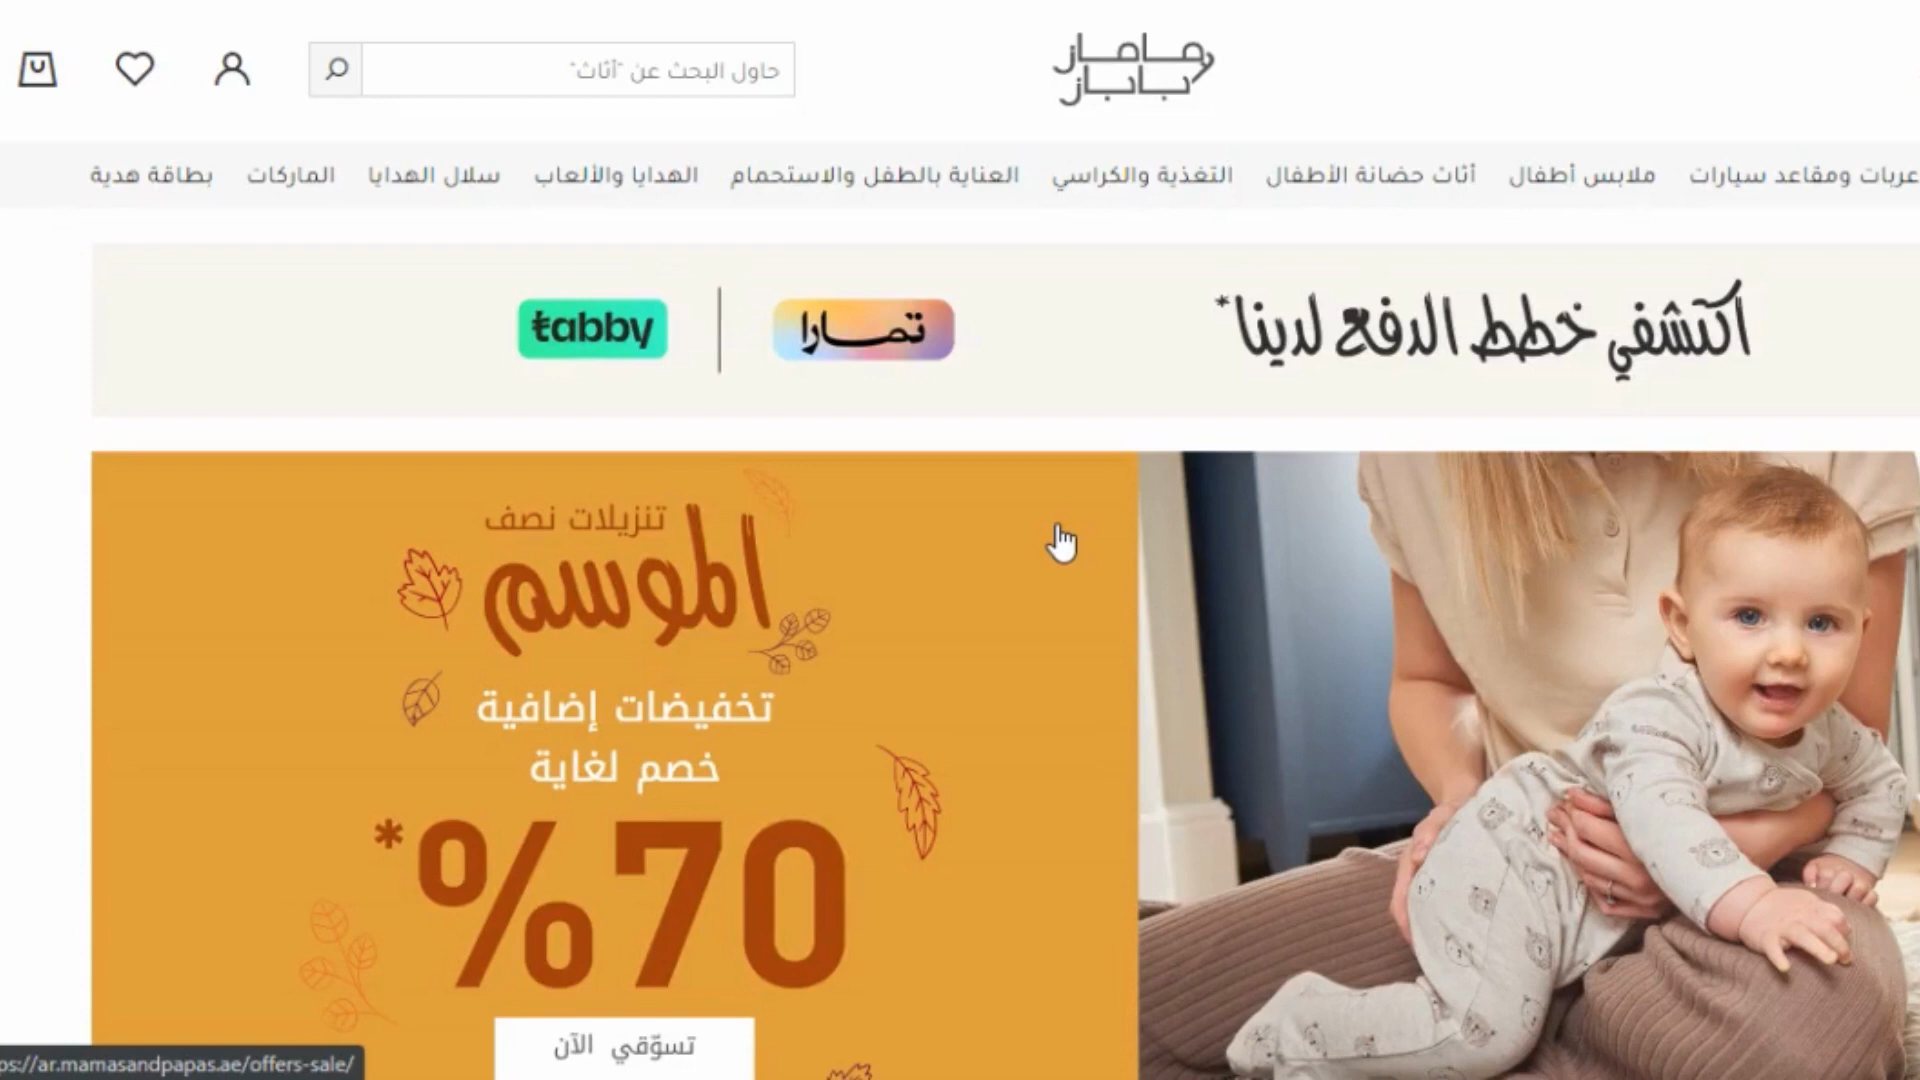 ماماز
باباز
حاول البحث عن "أثاث"
عربات ومقاعد سيارات
ملابس أطفال
أثاث حضانة الأطفال
التغذية والكراسي
العناية بالطفل والاستحمام
الهدايا والألعاب
سلال الهدايا
الماركات
بطاقة هدية
اكتشفي خطط الدفع لدينا*
تمارا
tabby
تنزيلات نصف
الموسم
تخفيضات إضافية
خصم لغاية
%70*
تسوّقي الآن
ps://ar.mamasandpapas.ae/offers-sale/